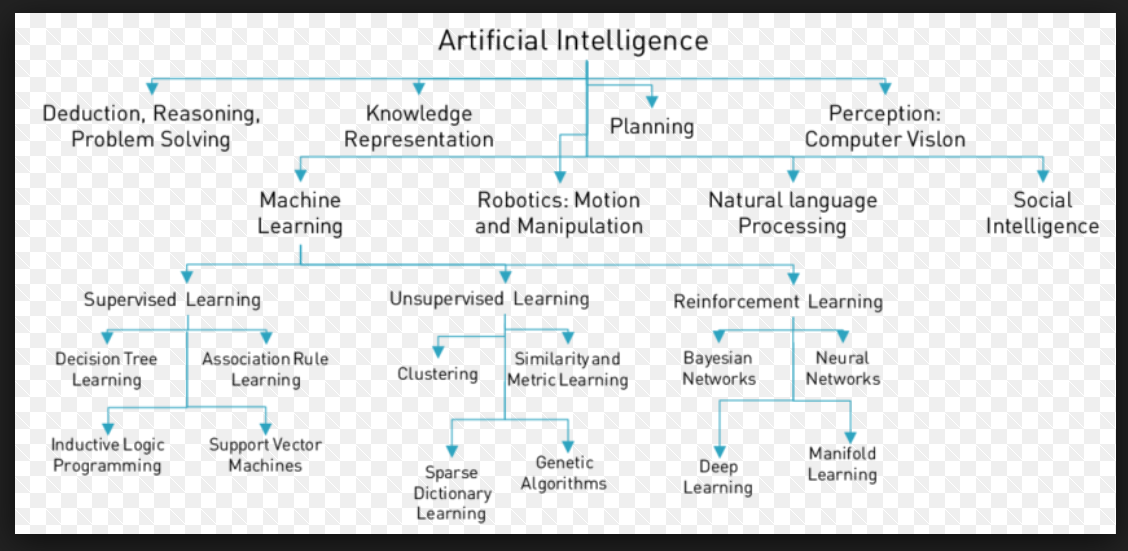 Artificial Intelligence
Deduction, Reasoning,
Problem Solving
Knowledge
Representation
Planning
Perception:
Computer Vislon
Machine
Learning
Robotics: Motion
and Manipulation
Natural language
Processing
Social
Intelligence
Supervised Learning
Unsupervised Learning
Reinforcement Learning
Decision Tree
Learning
Association Rule
Learning
Clustering
Similarity and
Metric Learning
Bayesian
Networks
Neural
Networks
Inductive Logic
Programming
Support Vector
Machines
Sparse
Dictionary
Learning
Genetic
Algorithms
Deep
Learning
Manifold
Learning